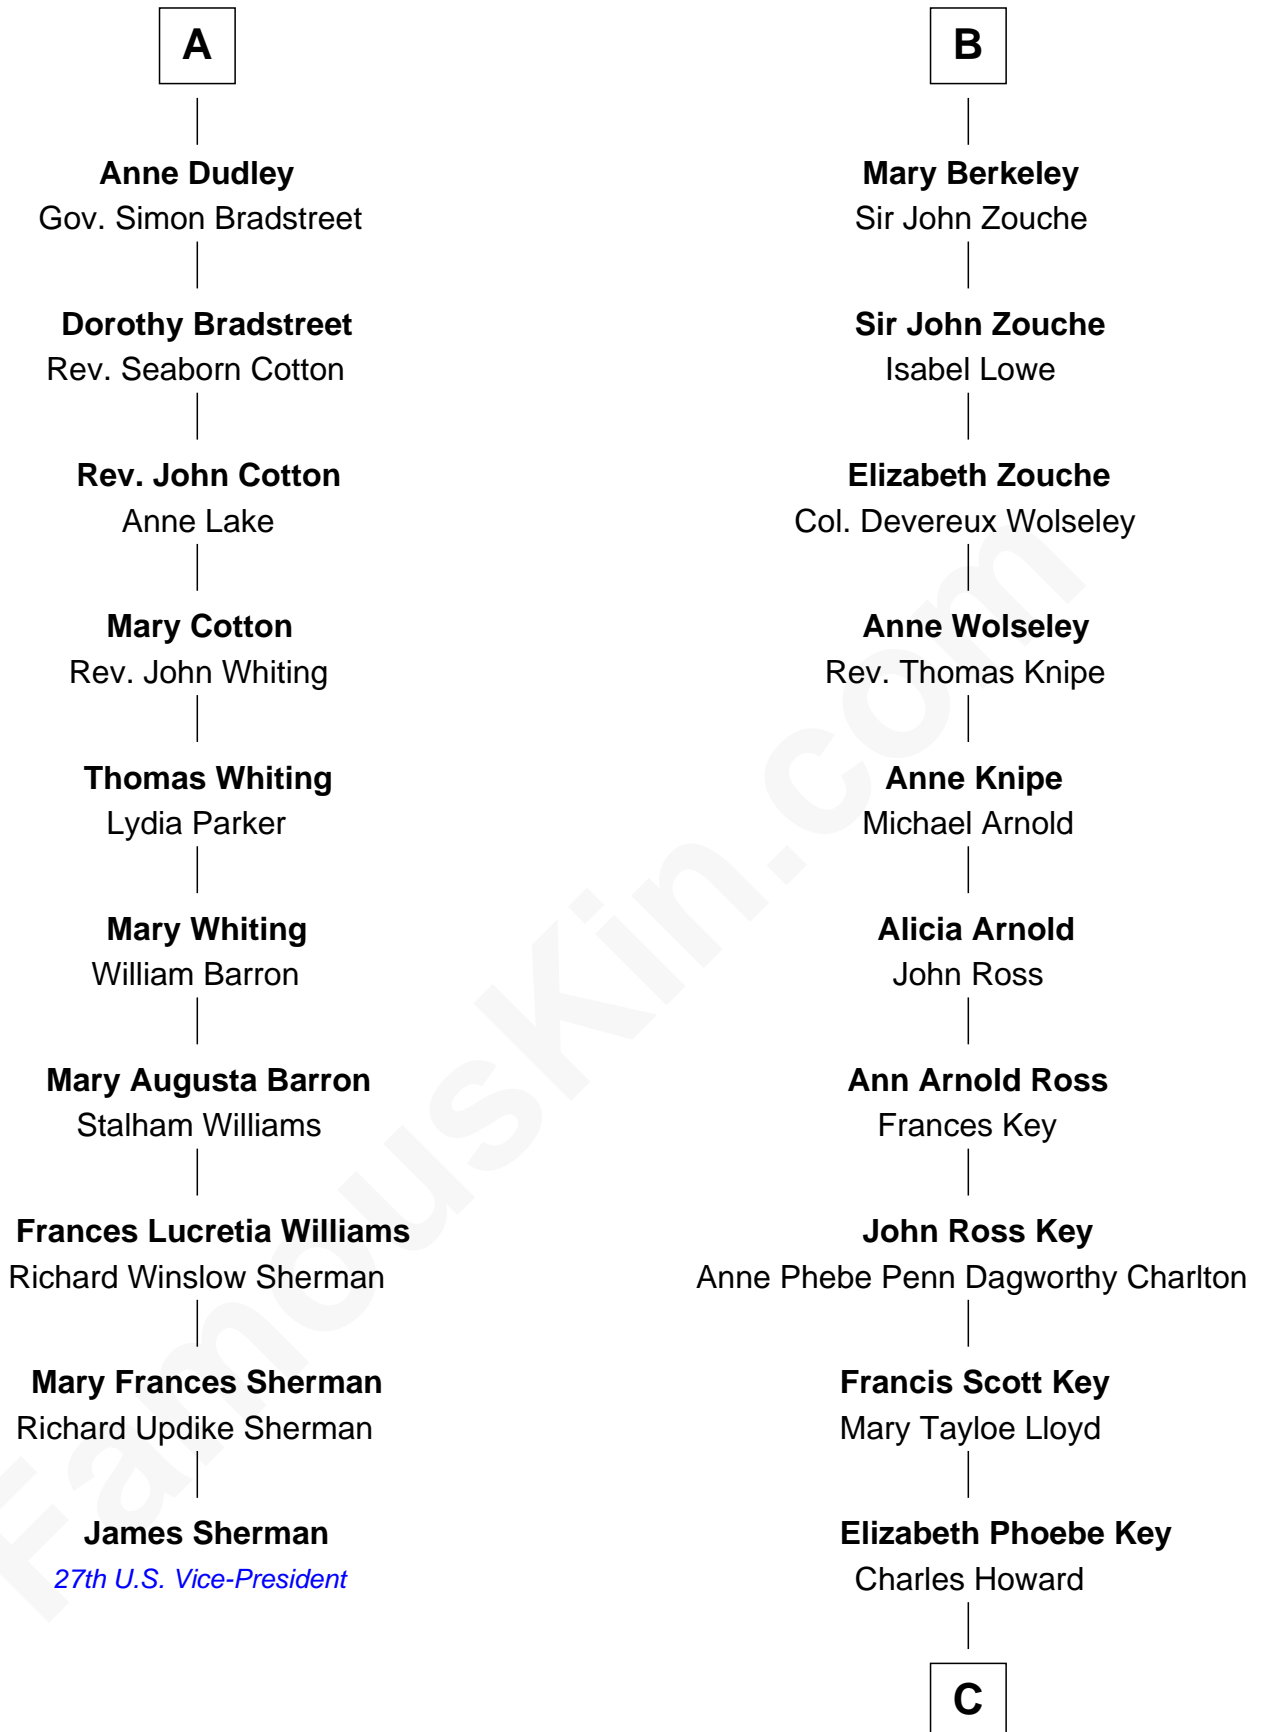 A
Anne Dudley
Gov. Simon Bradstreet
Dorothy Bradstreet
Rev. Seaborn Cotton
Rev. John Cotton
Anne Lake
Mary Cotton
Rev. John Whiting
Thomas Whiting
Lydia Parker
Mary Whiting
William Barron
Mary Augusta Barron
Stalham Williams
Frances Lucretia Williams
Richard Winslow Sherman
Mary Frances Sherman
Richard Updike Sherman
James Sherman
27th U.S. Vice-President
B
Mary Berkeley
Sir John Zouche
Sir John Zouche
Isabel Lowe
Elizabeth Zouche
Col. Devereux Wolseley
Anne Wolseley
Rev. Thomas Knipe
Anne Knipe
Michael Arnold
Alicia Arnold
John Ross
Ann Arnold Ross
Frances Key
John Ross Key
Anne Phebe Penn Dagworthy Charlton
Francis Scott Key
Mary Tayloe Lloyd
Elizabeth Phoebe Key
Charles Howard
C
FamousKin.com